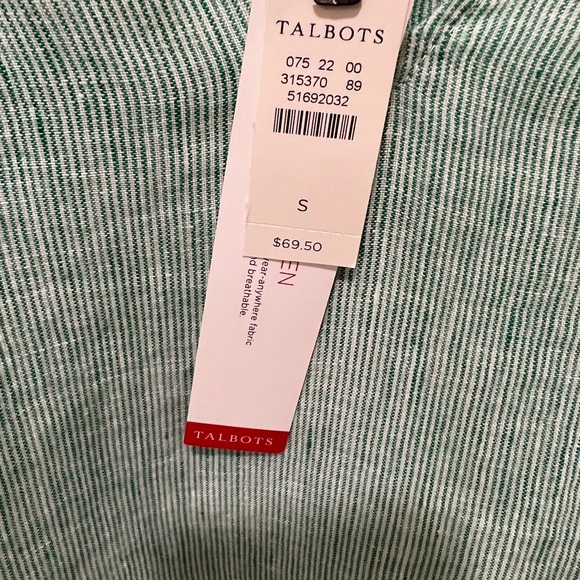 TALBOTS
075 22 00
315370 89
51692032
S
$69.50
EN
ear-anywhere fabric
d breathable.
TALBOTS